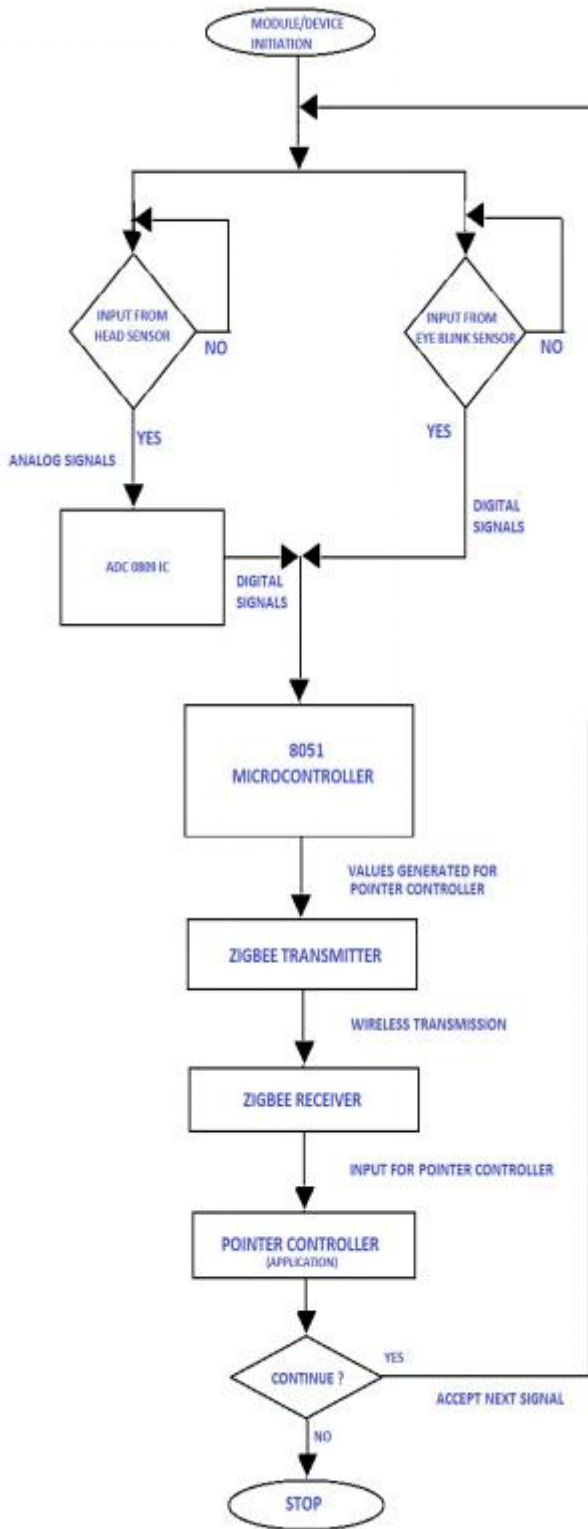 MODULE/DEVICE
INITIATION
INPUT FROM
HEAD SENSOR
NO
YES
ANALOG SIGNALS
INPUT FROM
EYE BLINK SENSOR
NO
YES
DIGITAL
SIGNALS
ADC 0809 IC
DIGITAL
SIGNALS
8051
MICROCONTROLLER
VALUES GENERATED FOR
POINTER CONTROLLER
ZIGBEE TRANSMITTER
WIRELESS TRANSMISSION
ZIGBEE RECEIVER
INPUT FOR POINTER CONTROLLER
POINTER CONTROLLER
(APPLICATION)
CONTINUE ?
YES
ACCEPT NEXT SIGNAL
NO
STOP